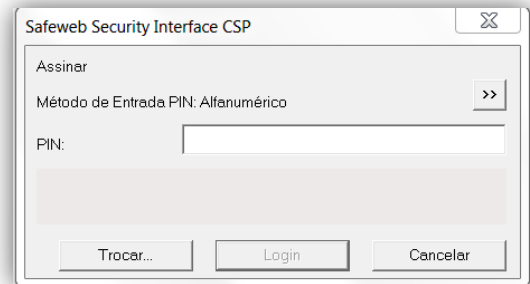 Safeweb Security Interface CSP
Assinar
Método de Entrada PIN: Alfanumérico
>>
PIN:
Trocar... Login Cancelar